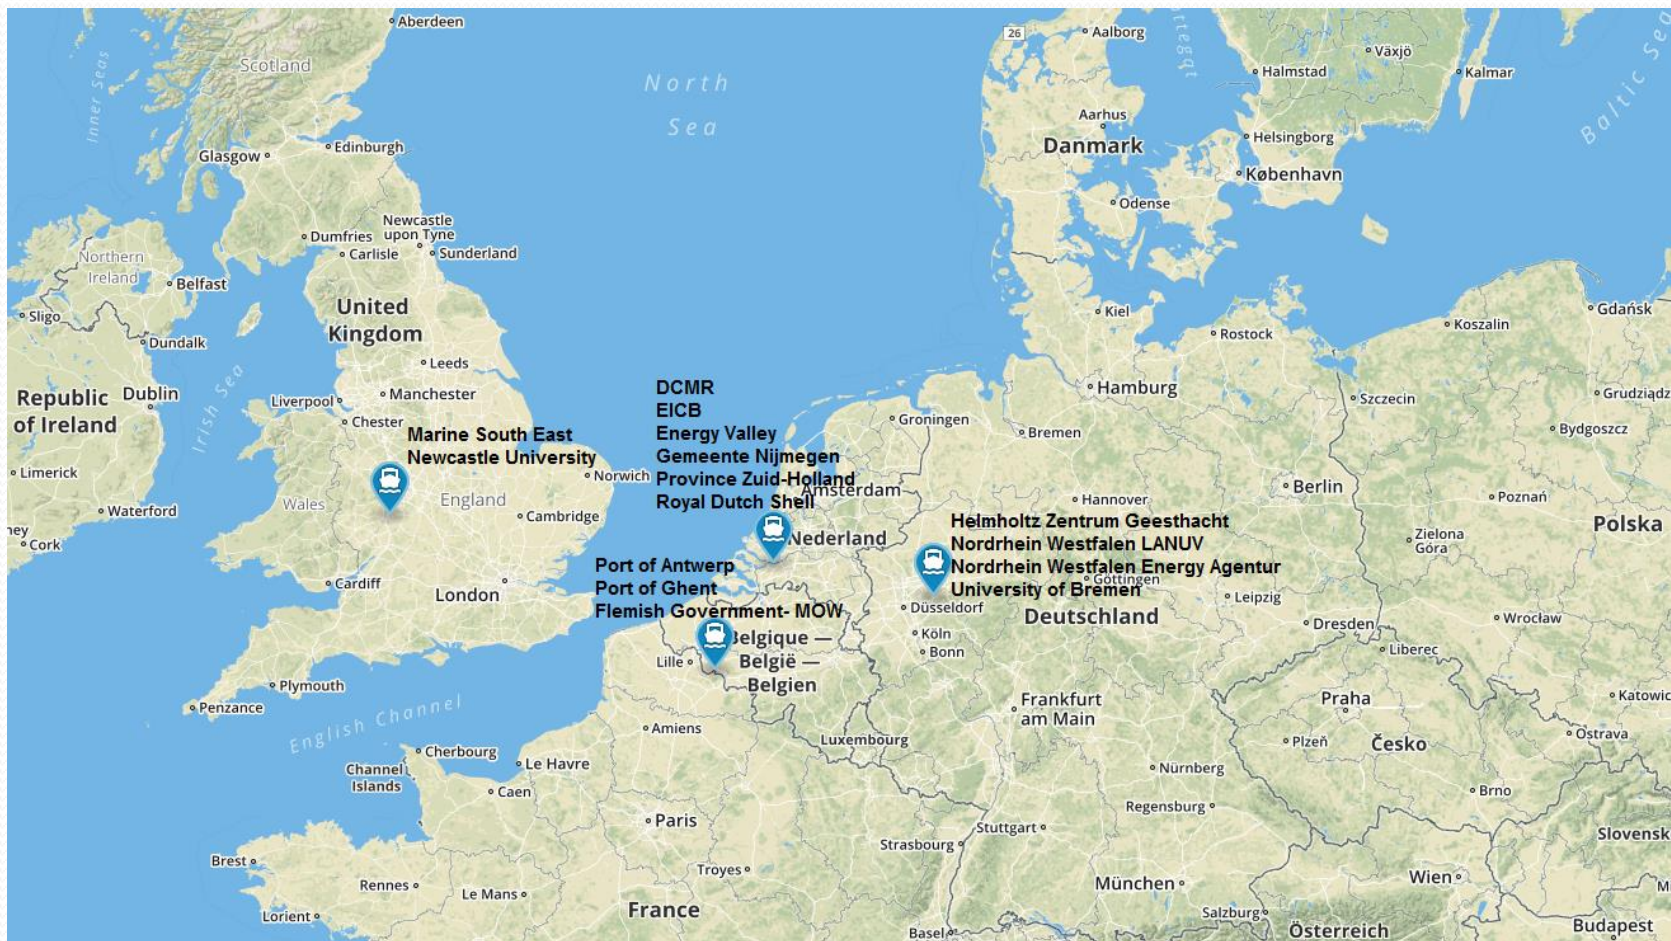 Aberdeen
26
Aalborg
Växjö
Scotland
North
Sea
Halmstad
Kalmar
Inner Seas
Baltic Sea
Aarhus
Edinburgh
Glasgow
Danmark
Helsingborg
København
Odense
Newcastle
upon Tyne
Dumfries
Carlisle
Sunderland
Northern
Ireland
Belfast
Sligo
United
Kingdom
Kiel
Rostock
Koszalin
Gdańsk
Dundalk
Leeds
Republic
of Ireland
Dublin
Irish Sea
Liverpool
Manchester
Chester
DCMR
EICB
Energy Valley
Gemeente Nijmegen
Province Zuid-Holland
Royal Dutch Shell
Hamburg
Szczecin
Grudziądz
Groningen
Bremen
Bydgoszcz
Marine South East
Newcastle University
Limerick
Norwich
Amsterdam
Wales
England
Hannover
Berlin
Poznań
Waterford
Cambridge
Cork
Nederland
Polska
Zielona
Góra
Helmholtz Zentrum Geesthacht
Nordrhein Westfalen LANUV
Nordrhein Westfalen Energy Agentur
University of Bremen
Göttingen
Port of Antwerp
Port of Ghent
Flemish Government- MOW
Cardiff
London
Düsseldorf
Deutschland
Leipzig
Dresden
Wrocław
Köln
Bonn
Liberec
Belgique —
België —
Belgien
Lille
Plymouth
Penzance
English Channel
Frankfurt
am Main
Praha
Katowic
Amiens
Luxembourg
Plzeň
Česko
Ostrava
Cherbourg
Channel
Islands
Le Havre
Caen
Nürnberg
Brno
Regensburg
Paris
Stuttgart
Strasbourg
Slovensk
Brest
Rennes
Troyes
Le Mans
München
Wien
Lorient
France
Basel
Salzburg
Österreich
Budapest